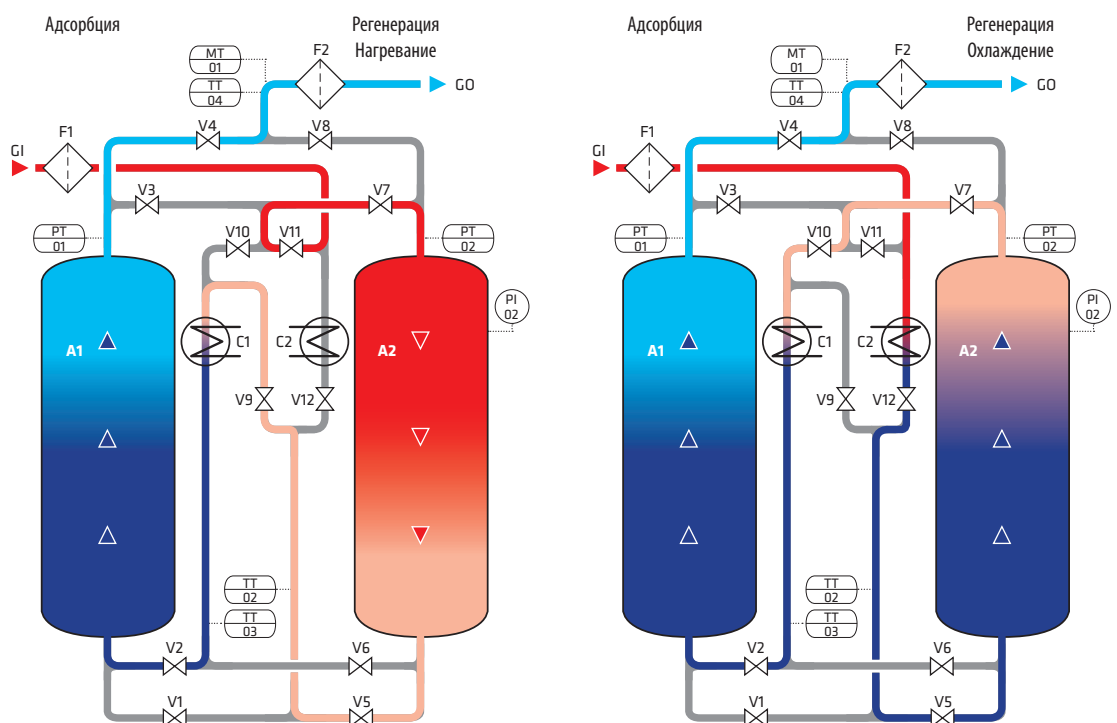 Адсорбция
Регенерация
Нагревание
MT
01
TT
04
F2
GO
F1
GI
V4
V8
V3
V7
PT
01
V10
V11
PT
02
PI
02
A1
C1
C2
A2
V9
V12
TT
02
TT
03
V2
V6
V1
V5
Адсорбция
Регенерация
Охлаждение
MT
01
TT
04
F2
GO
F1
GI
V4
V8
V3
V7
PT
01
V10
V11
PT
02
PI
02
A1
C1
C2
A2
V9
V12
TT
02
TT
03
V2
V6
V1
V5